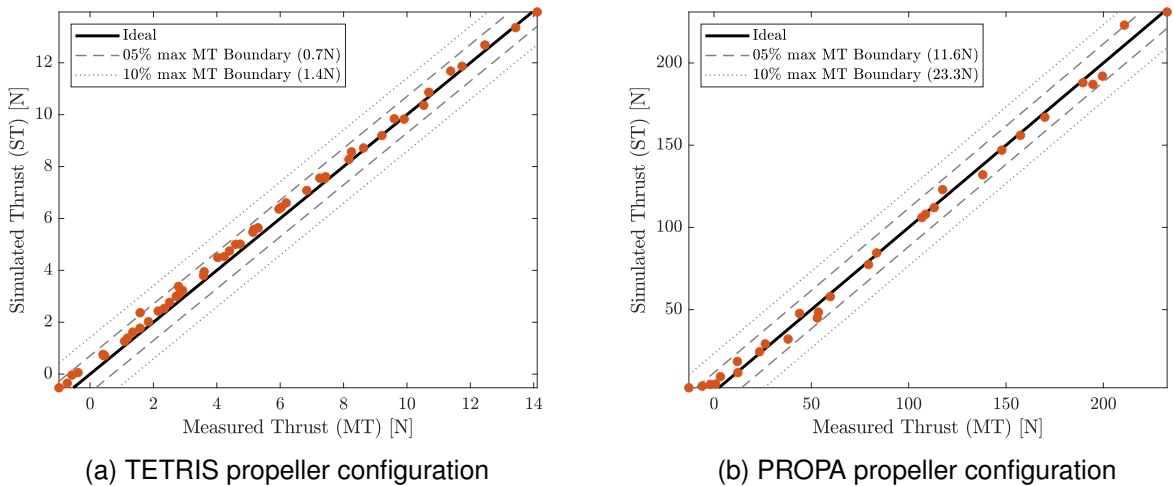 Ideal
05% max MT Boundary (0.7N)
10% max MT Boundary (1.4N)
Simulated Thrust (ST) [N]
12
10
8
6
4
2
0
0 2 4 6 8 10 12 14
Measured Thrust (MT) [N]
(a) TETRIS propeller configuration
Ideal
05% max MT Boundary (11.6N)
10% max MT Boundary (23.3N)
Simulated Thrust (ST) [N]
200
150
100
50
0 50 100 150 200
Measured Thrust (MT) [N]
(b) PROPA propeller configuration